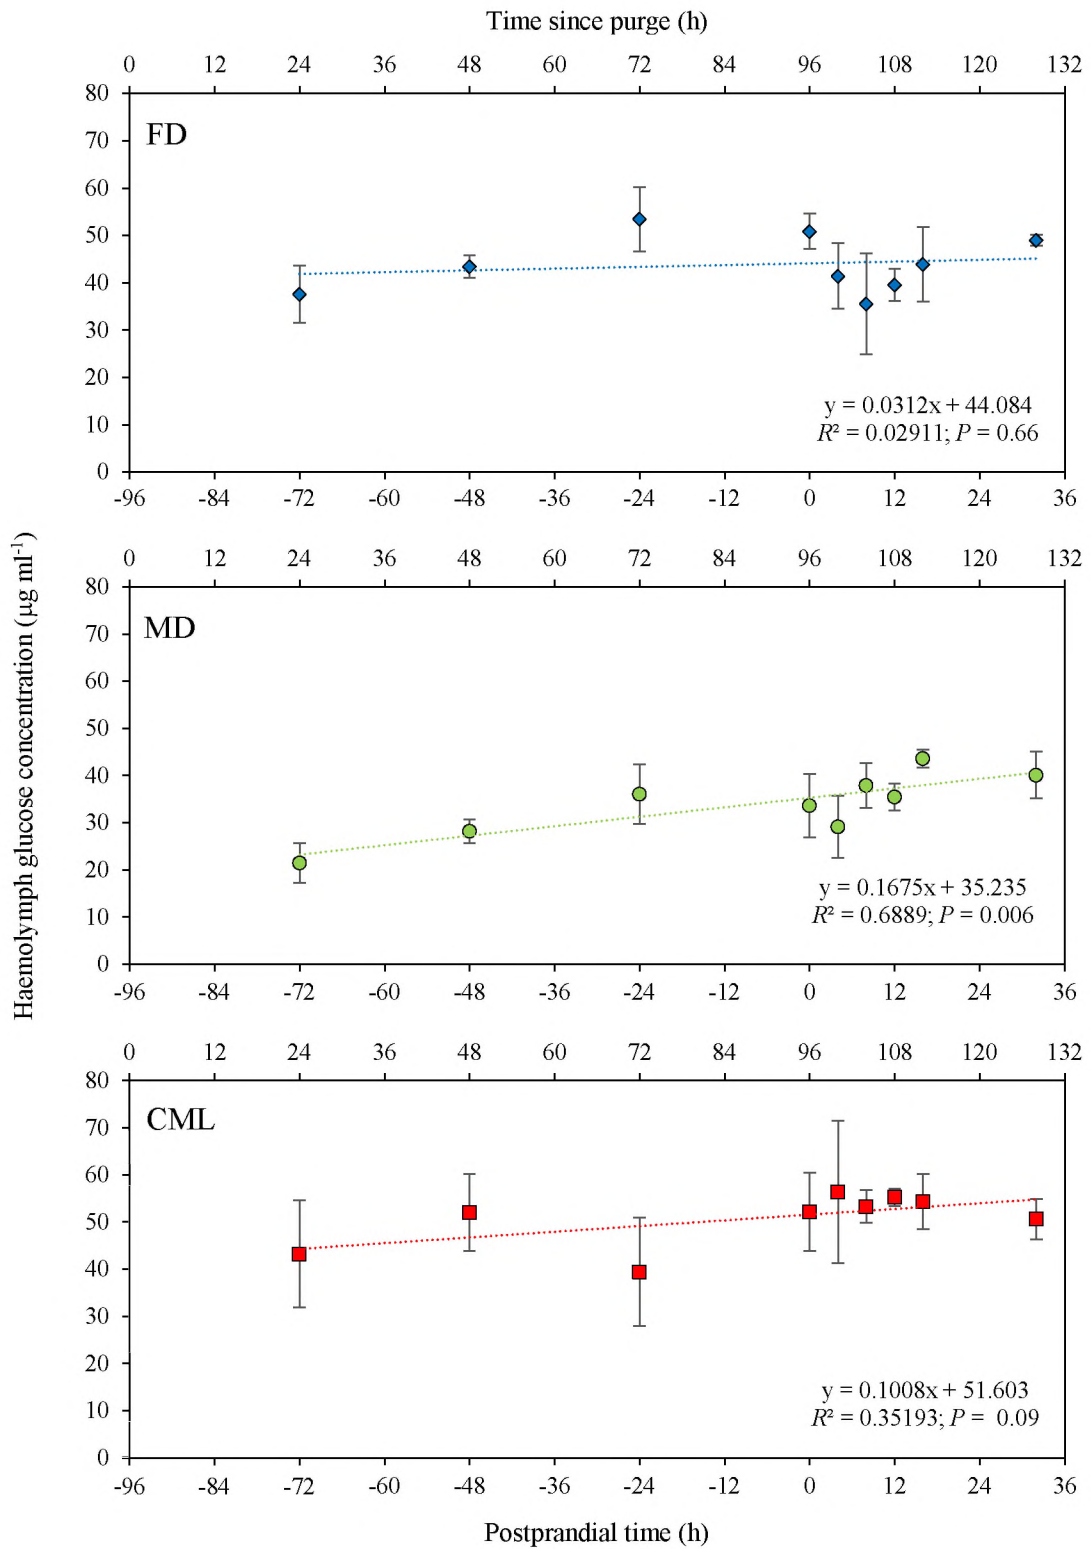 Time since purge (h)
0 12 24 36 48 60 72 84 96 108 120 132
80
FD
70
60
50
40
30
20
10
0
y = 0.0312x + 44.084
R² = 0.02911; P = 0.66
-96 -84 -72 -60 -48 -36 -24 -12 0 12 24 36
Haemolymph glucose concentration (µg ml-1)
0 12 24 36 48 60 72 84 96 108 120 132
80
MD
70
60
50
40
30
20
10
0
y = 0.1675x + 35.235
R² = 0.6889; P = 0.006
-96 -84 -72 -60 -48 -36 -24 -12 0 12 24 36
0 12 24 36 48 60 72 84 96 108 120 132
80
CML
70
60
50
40
30
20
10
0
y = 0.1008x + 51.603
R² = 0.35193; P = 0.09
-96 -84 -72 -60 -48 -36 -24 -12 0 12 24 36
Postprandial time (h)